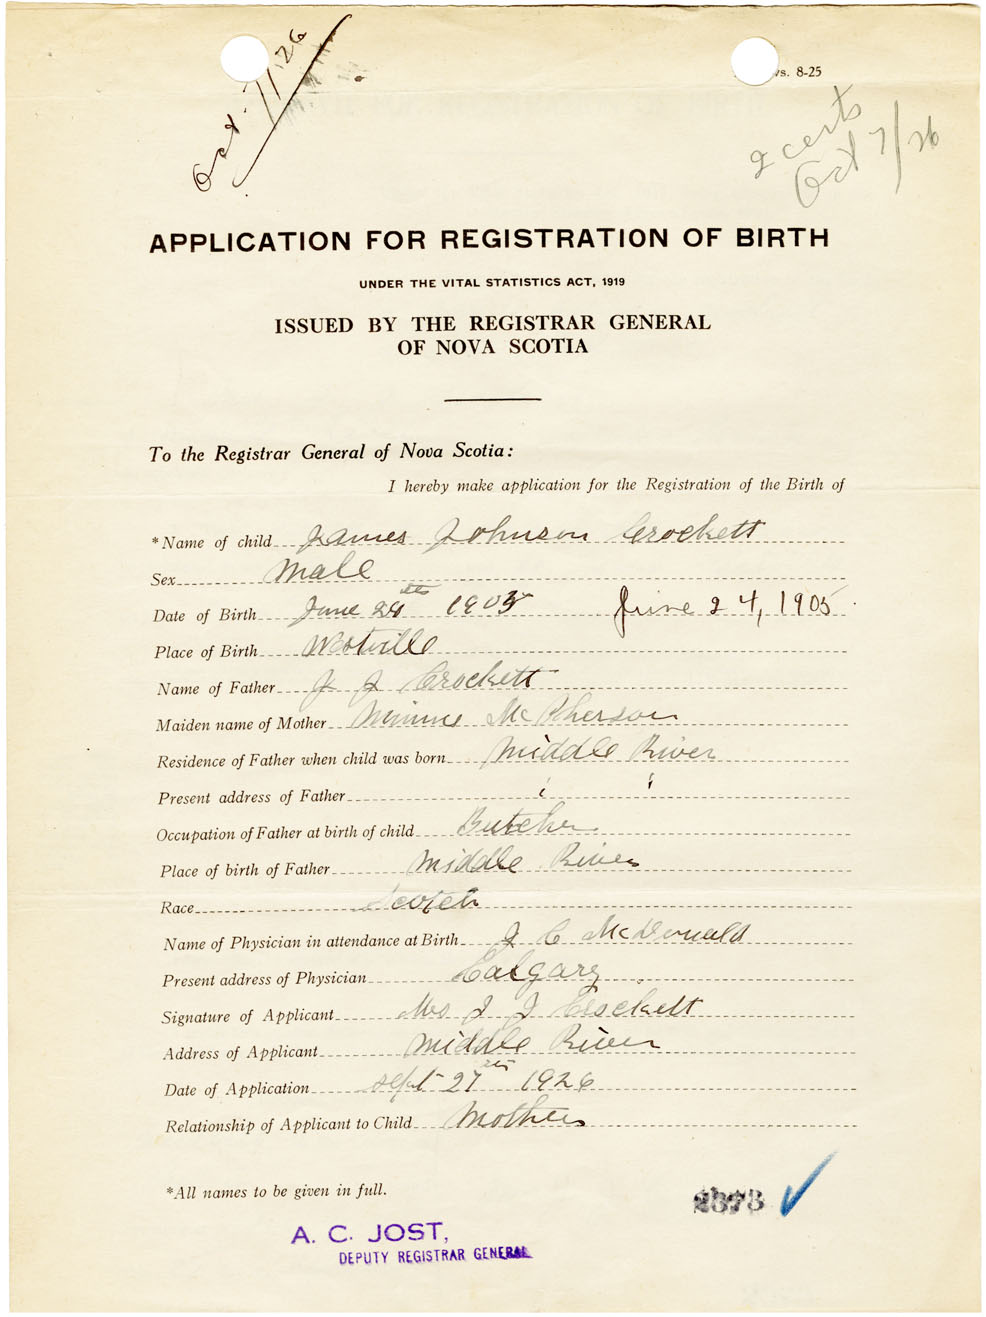 Oct. 7/26
vs. 8-25
2 certs
Oct 7/26
APPLICATION FOR REGISTRATION OF BIRTH
UNDER THE VITAL STATISTICS ACT, 1919
ISSUED BY THE REGISTRAR GENERAL
OF NOVA SCOTIA
To the Registrar General of Nova Scotia:
I hereby make application for the Registration of the Birth of
*Name of child James Johnson Crockett
Sex Male
Date of Birth June 24th June 24, 1905
Place of Birth Westville
Name of Father J J Crockett
Maiden name of Mother Minnie McPherson
Residence of Father when child was born Middle River
Present address of Father " "
Occupation of Father at birth of child Butcher
Place of birth of Father Middle River
Race Scotch
Name of Physician in attendance at Birth J C McDonald
Present address of Physician Calgary
Signature of Applicant Mrs J J Crockett
Address of Applicant Middle River
Date of Application Sept 27th 1926
Relationship of Applicant to Child Mother
*All names to be given in full.
A. C. JOST,
DEPUTY REGISTRAR GENERAL